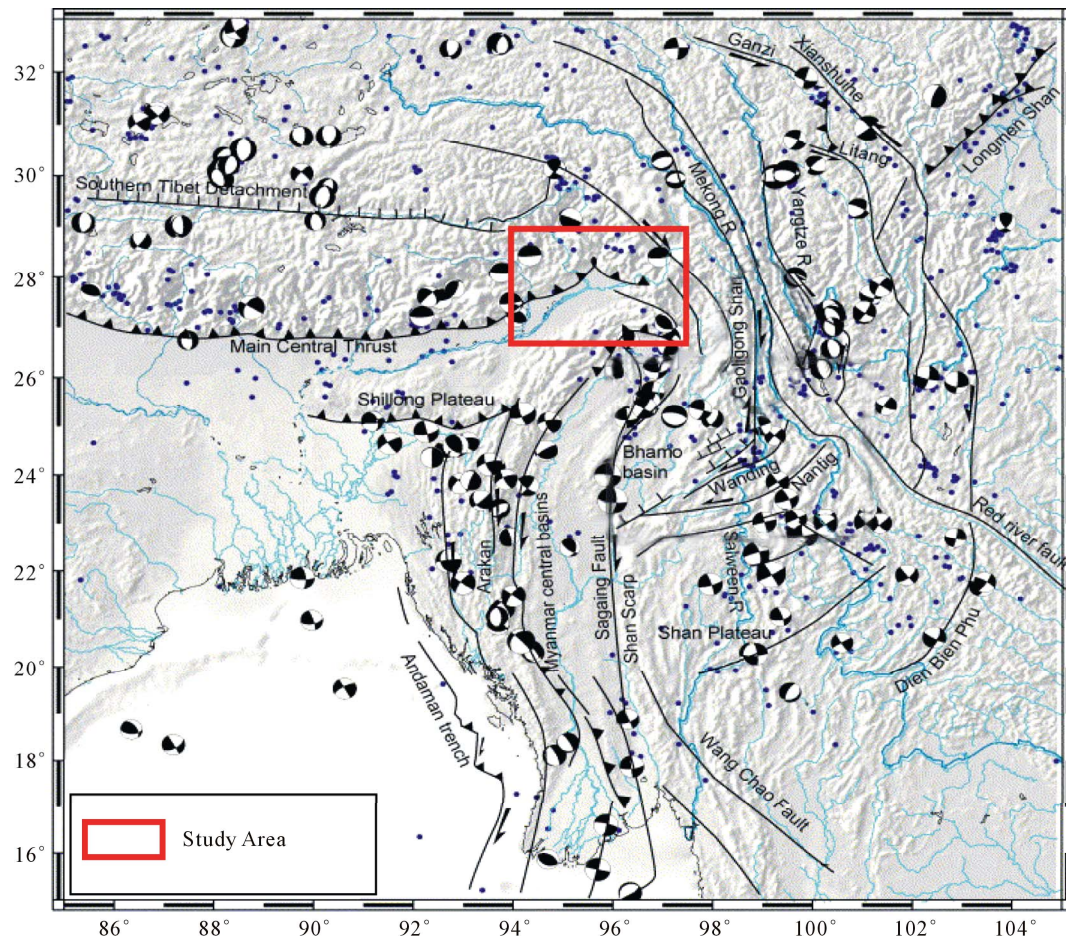 32°
30°
28°
26°
24°
22°
20°
18°
16°
Ganzi
Xianshuihe
Longmen Shan
Litang
Mekong R
Yangtze R
Southern Tibet Detachment
Gaoligong Shan
Main Central Thrust
Shillong Plateau
Bhamo
basin
Wanding
Nantig
Red river fault
Arakan
Myanmar central basins
Sagaing Fault
Shan Scarp
Salween R
Shan Plateau
Dien Bien Phu
Andaman trench
Wang Chao Fault
Study Area
86° 88° 90° 92° 94° 96° 98° 100° 102° 104°